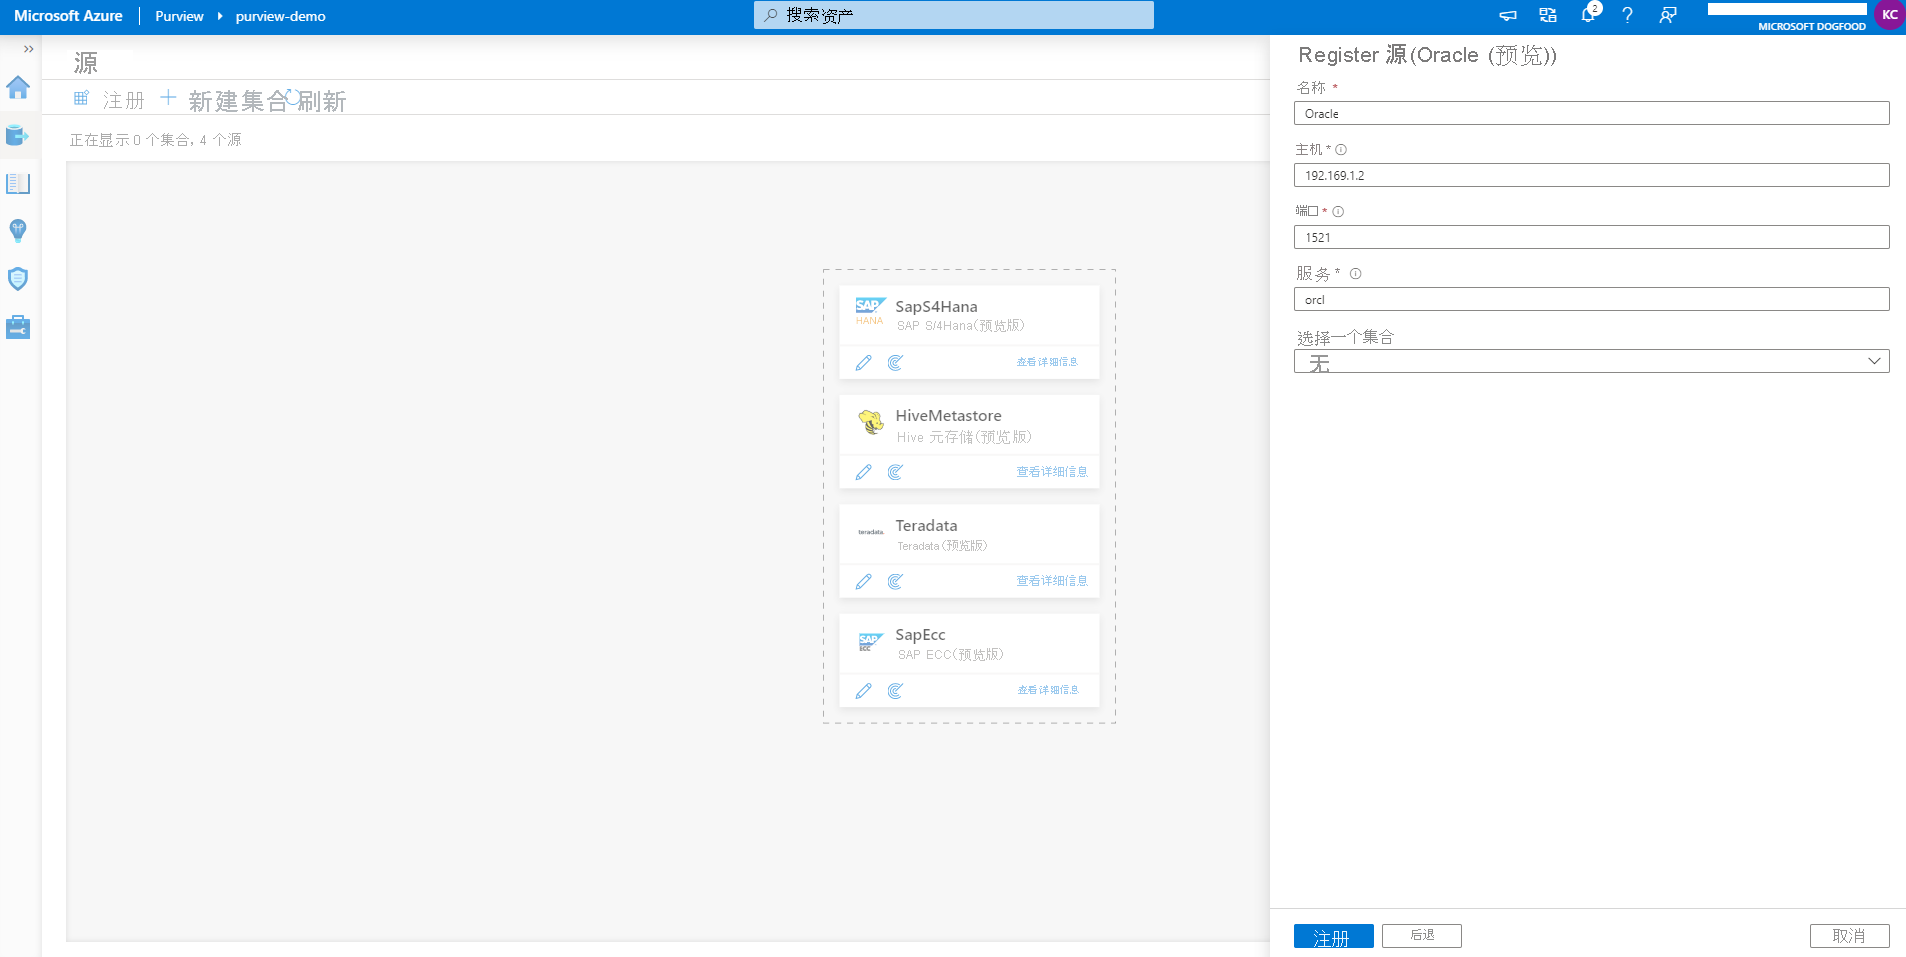 Microsoft Azure Purview purview-demo
搜索资产
2
KC
MICROSOFT DOGFOOD
源
注册 新建集合 刷新
正在显示 0 个集合, 4 个源
SAP HANA
SapS4Hana
SAP S/4Hana(预览版)
查看详细信息
HiveMetastore
Hive 元存储(预览版)
查看详细信息
teradata.
Teradata
Teradata(预览版)
查看详细信息
SAP ECC
SapEcc
SAP ECC(预览版)
查看详细信息
Register 源(Oracle (预览))
名称 *
Oracle
主机 *
192.169.1.2
端口 *
1521
服务 *
orcl
选择一个集合
无
注册 后退 取消